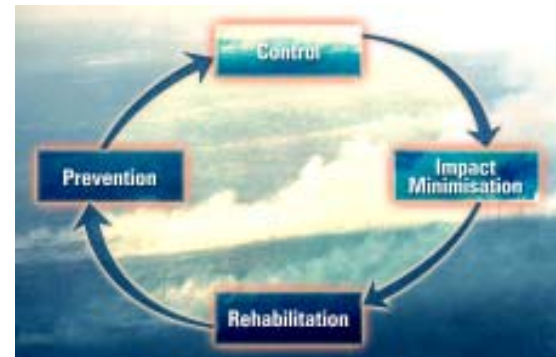 Control
Impact
Minimisation
Rehabilitation
Prevention